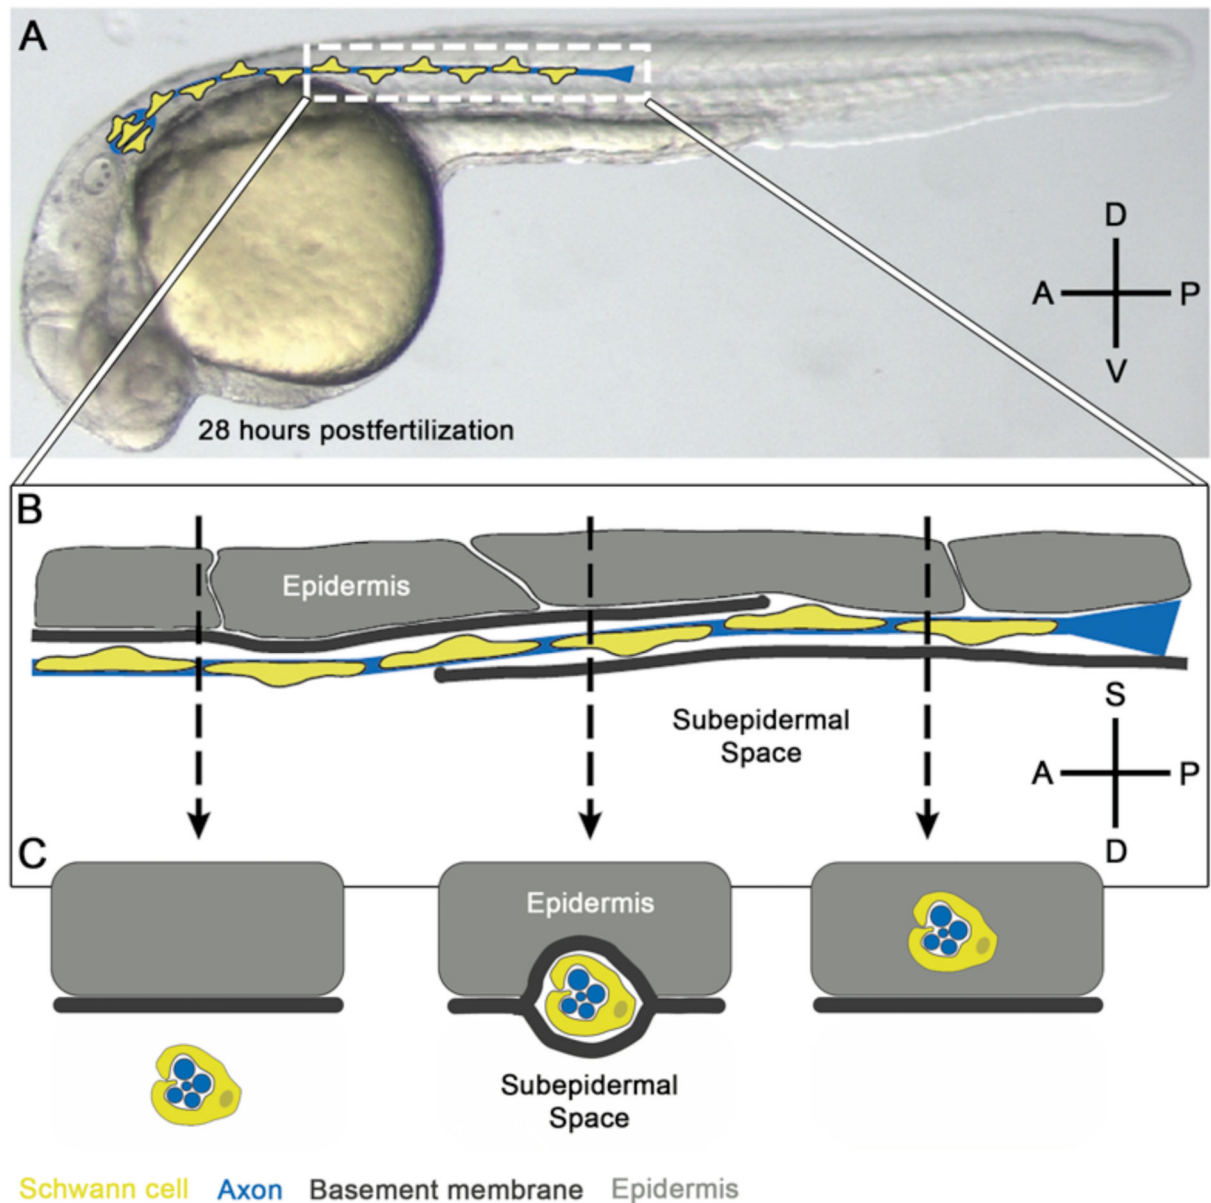 A
D
A P
V
28 hours postfertilization
B
Epidermis
Subepidermal
Space
S
A P
D
C
Epidermis
Subepidermal
Space
Schwann cell Axon Basement membrane Epidermis